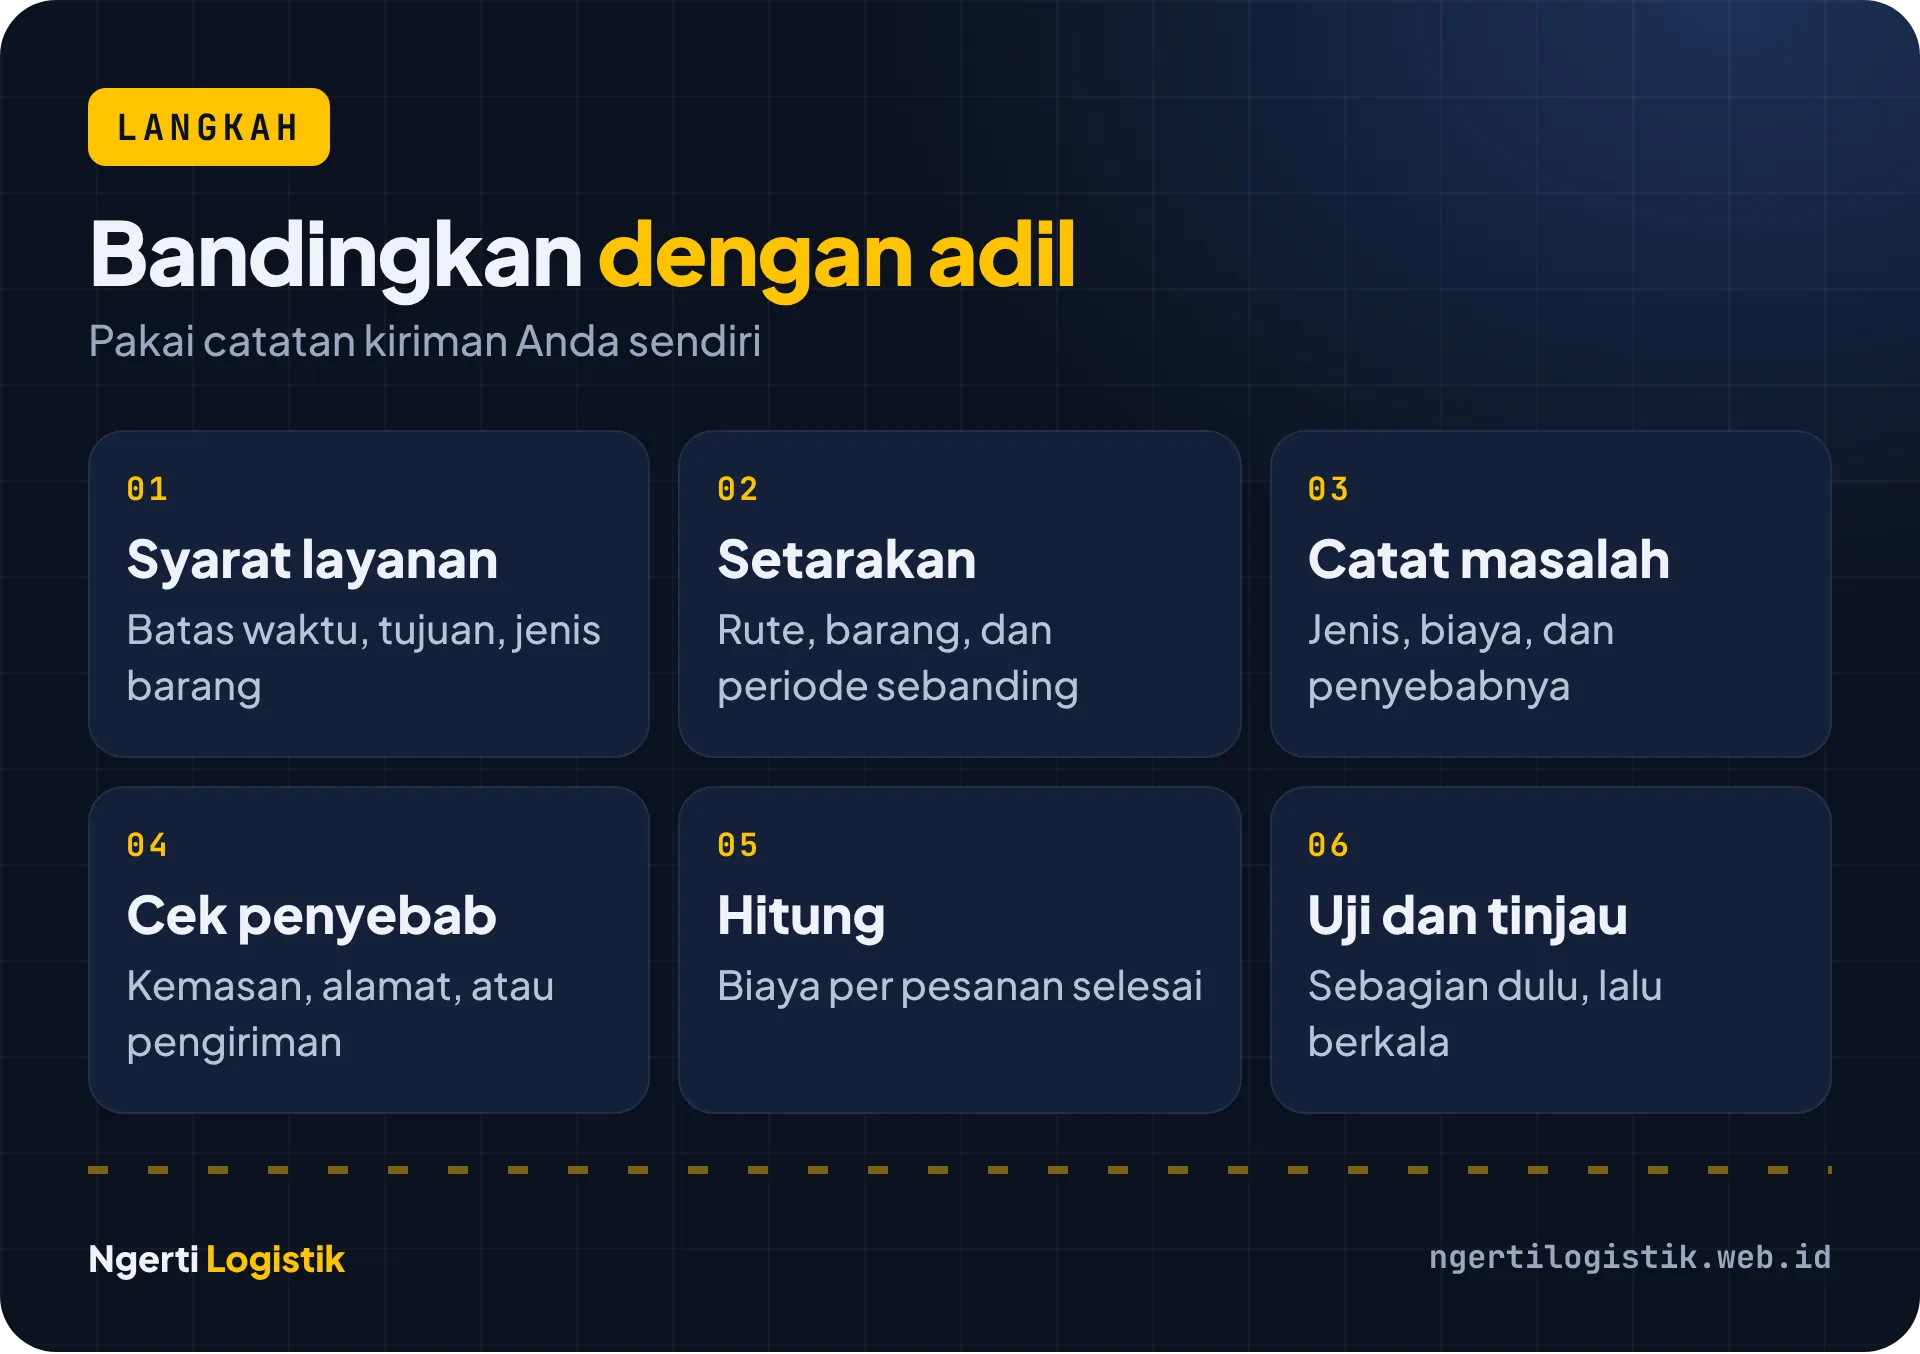 LANGKAH
Bandingkan dengan adil
Pakai catatan kiriman Anda sendiri
01
Syarat layanan
Batas waktu, tujuan, jenis
barang
02
Setarakan
Rute, barang, dan
periode sebanding
03
Catat masalah
Jenis, biaya, dan
penyebabnya
04
Cek penyebab
Kemasan, alamat, atau
pengiriman
05
Hitung
Biaya per pesanan selesai
06
Uji dan tinjau
Sebagian dulu, lalu
berkala
Ngerti Logistik
ngertilogistik.web.id